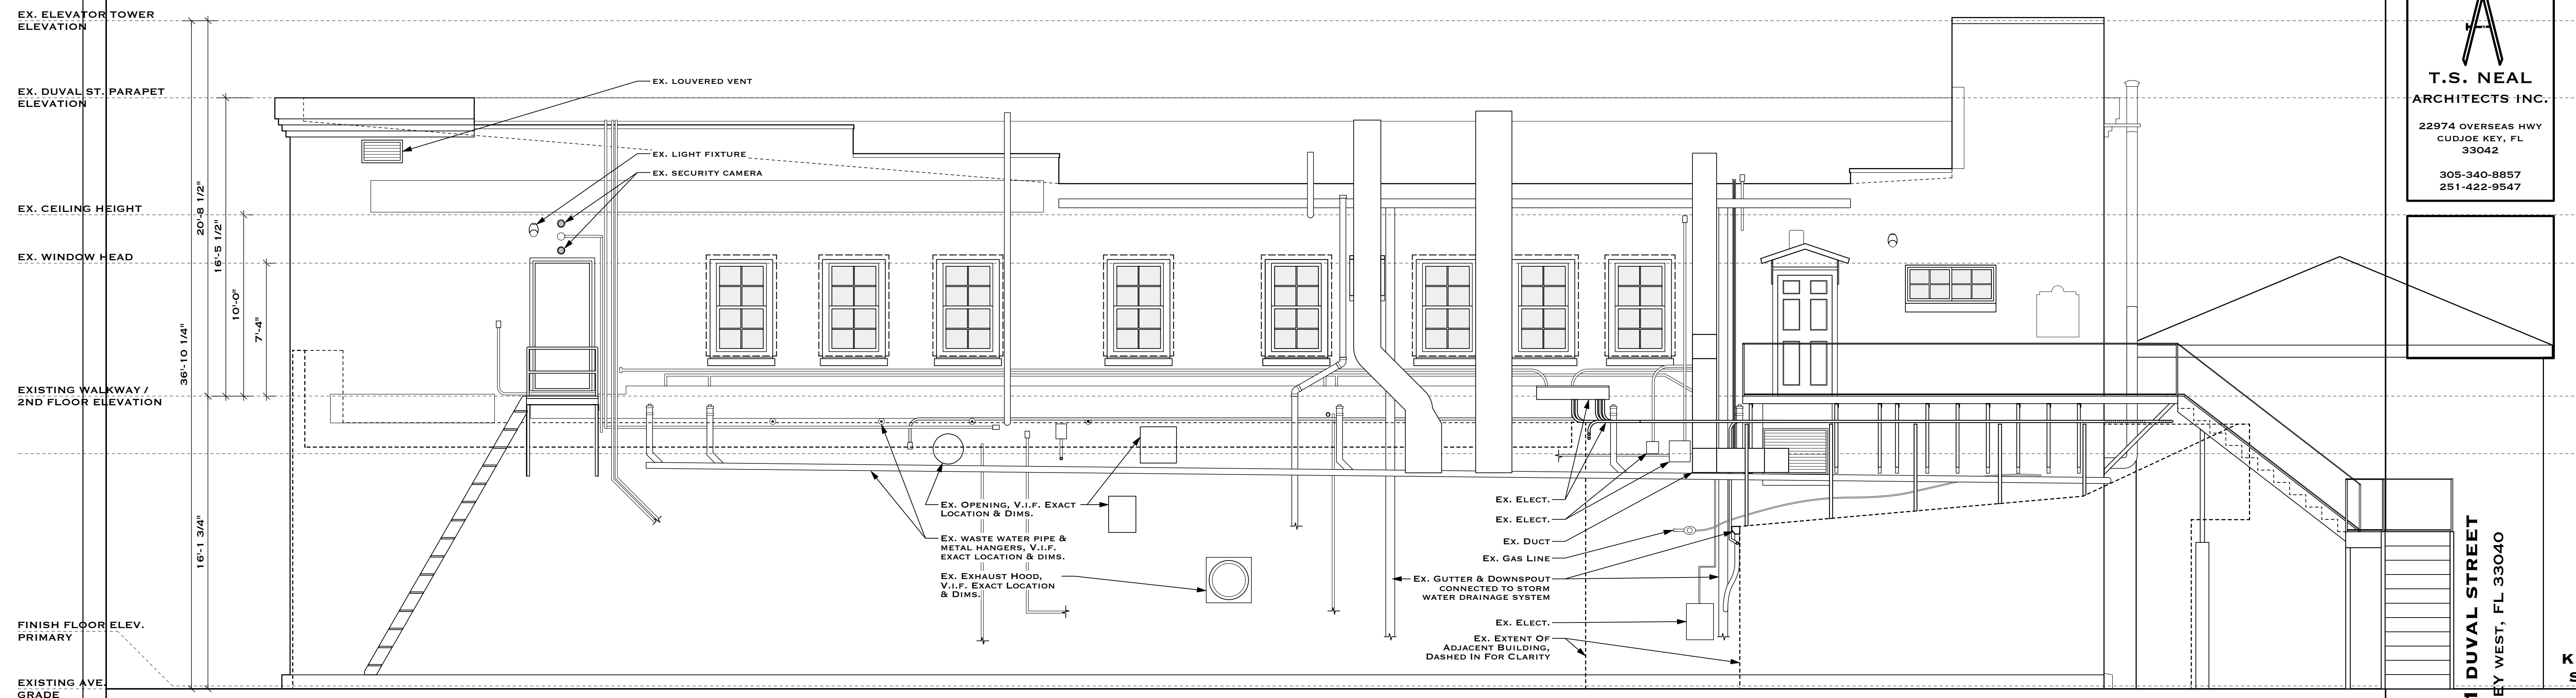 EX. ELEVATOR TOWER
ELEVATION
EX. DUVAL ST. PARAPET
ELEVATION
EX. CEILING HEIGHT
EX. WINDOW HEAD
EXISTING WALKWAY /
2ND FLOOR ELEVATION
FINISH FLOOR ELEV.
PRIMARY
EXISTING AVE.
GRADE
36'-10 1/4"
20'-8 1/2"
16'-1 3/4"
16'-5 1/2"
10'-0"
7'-4"
EX. LOUVERED VENT
EX. LIGHT FIXTURE
EX. SECURITY CAMERA
EX. OPENING, V.I.F. EXACT
LOCATION & DIMS.
EX. WASTE WATER PIPE &
METAL HANGERS, V.I.F.
EXACT LOCATION & DIMS.
EX. EXHAUST HOOD,
V.I.F. EXACT LOCATION
& DIMS.
EX. ELECT.
EX. ELECT.
EX. DUCT
EX. GAS LINE
EX. GUTTER & DOWNSPOUT
CONNECTED TO STORM
WATER DRAINAGE SYSTEM
EX. ELECT.
EX. EXTENT OF
ADJACENT BUILDING,
DASHED IN FOR CLARITY
T.S. NEAL
ARCHITECTS INC.
22974 OVERSEAS HWY
CUDJOE KEY, FL
33042
305-340-8857
251-422-9547
DUVAL STREET
EY WEST, FL 33040
K